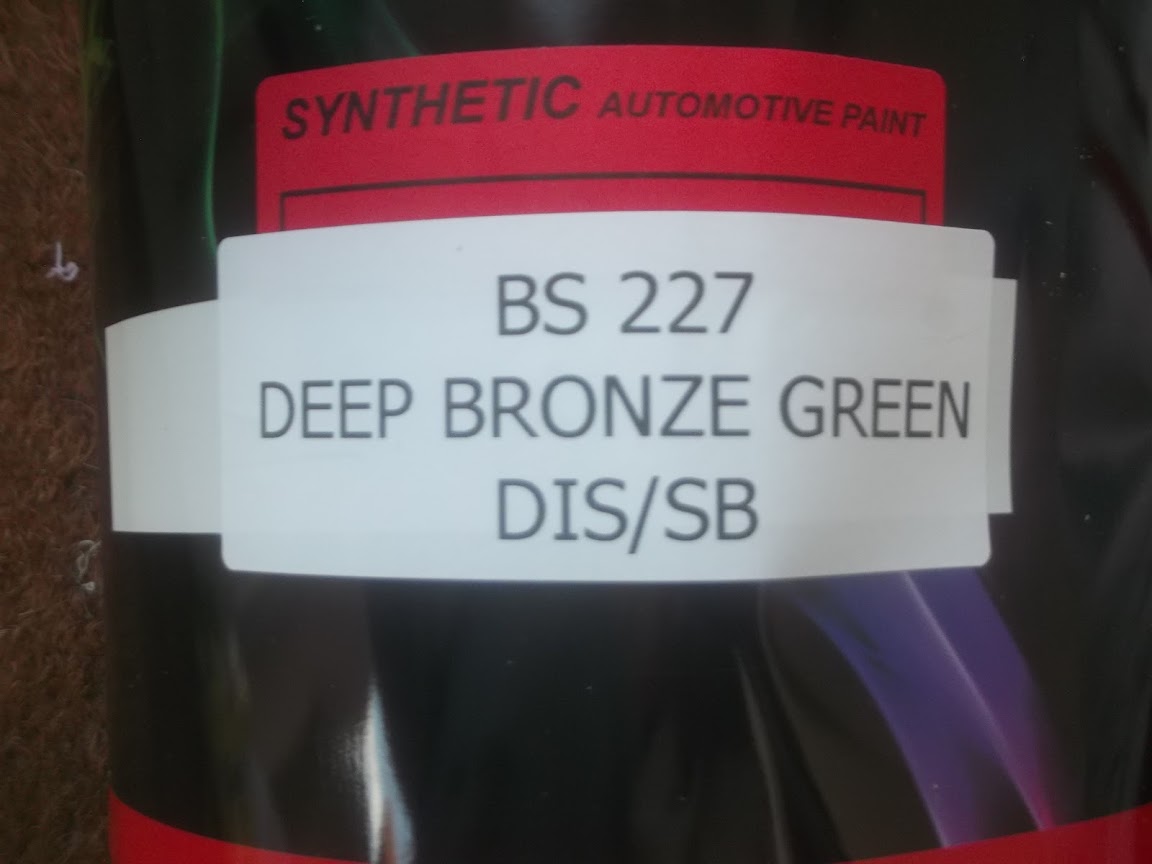 SYNTHETIC AUTOMOTIVE PAINT
BS 227
DEEP BRONZE GREEN
DIS/SB